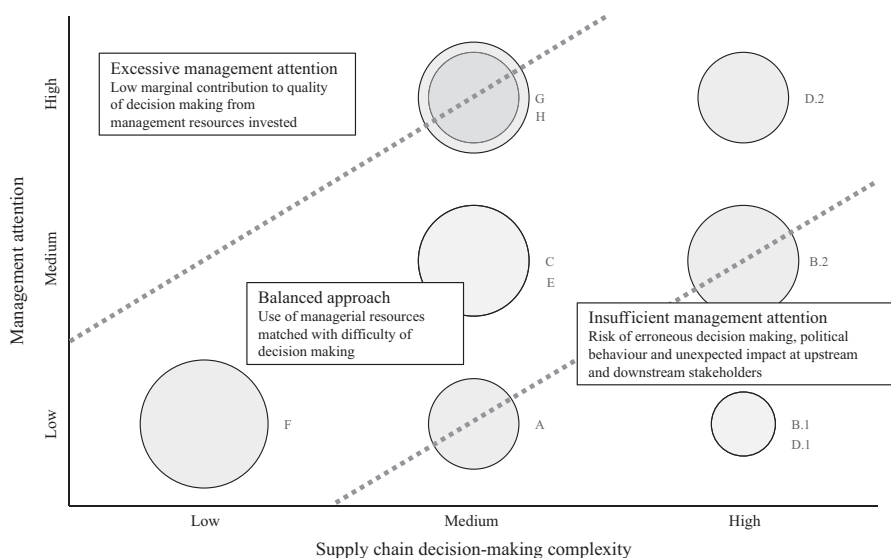 Management attention
High
Medium
Low
Excessive management attention
Low marginal contribution to quality
of decision making from
management resources invested
G
H
D.2
C
E
B.2
Balanced approach
Use of managerial resources
matched with difficulty of
decision making
Insufficient management attention
Risk of erroneous decision making, political
behaviour and unexpected impact at upstream
and downstream stakeholders
F
A
B.1
D.1
Low
Medium
High
Supply chain decision-making complexity